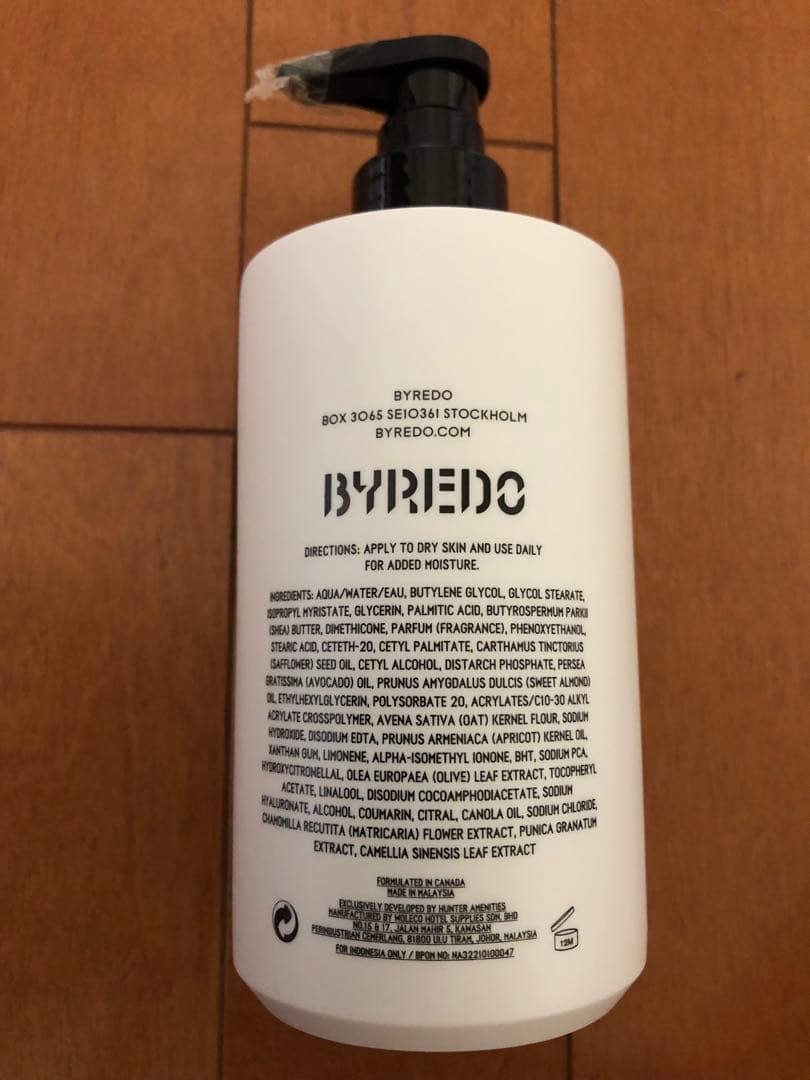 BYREDO
BOX 3065 SE10361 STOCKHOLM
BYREDO.COM
BYREDO
DIRECTIONS: APPLY TO DRY SKIN AND USE DAILY
FOR ADDED MOISTURE.
INGREDIENTS: AQUA/WATER/EAU, BUTYLENE GLYCOL, GLYCOL STEARATE,
ISOPROPYL MYRISTATE, GLYCERIN, PALMITIC ACID, BUTYROSPERMUM PARKII
(SHEA) BUTTER, DIMETHICONE, PARFUM (FRAGRANCE), PHENOXYETHANOL,
STEARIC ACID, CETETH-20, CETYL PALMITATE, CARTHAMUS TINCTORIUS
(SAFFLOWER) SEED OIL, CETYL ALCOHOL, DISTARCH PHOSPHATE, PERSEA
GRATISSIMA (AVOCADO) OIL, PRUNUS AMYGDALUS DULCIS (SWEET ALMOND)
OIL, ETHYLHEXYLGLYCERIN, POLYSORBATE 20, ACRYLATES/C10-30 ALKYL
ACRYLATE CROSSPOLYMER, AVENA SATIVA (OAT) KERNEL FLOUR, SODIUM
HYDROXIDE, DISODIUM EDTA, PRUNUS ARMENIACA (APRICOT) KERNEL OIL,
XANTHAN GUM, LIMONENE, ALPHA-ISOMETHYL IONONE, BHT, SODIUM PCA,
HYDROXYCITRONELLAL, OLEA EUROPAEA (OLIVE) LEAF EXTRACT, TOCOPHERYL
ACETATE, LINALOOL, DISODIUM COCOAMPHODIACETATE, SODIUM
HYALURONATE, ALCOHOL, COUMARIN, CITRAL, CANOLA OIL, SODIUM CHLORIDE,
CHAMOMILLA RECUTITA (MATRICARIA) FLOWER EXTRACT, PUNICA GRANATUM
EXTRACT, CAMELLIA SINENSIS LEAF EXTRACT
FORMULATED IN CANADA
MADE IN MALAYSIA
EXCLUSIVELY DEVELOPED BY HUNTER AMENITIES
MANUFACTURED BY WOLECO HOTEL SUPPLIES SDN. BHD
NO.15 & 17, JALAN MAHIR 5, KAWASAN
PERINDUSTRIAN CEMERLANG, 81800 ULU TIRAM, JOHOR, MALAYSIA
FOR INDONESIA ONLY / BPOM NO: NA32210100047
12M